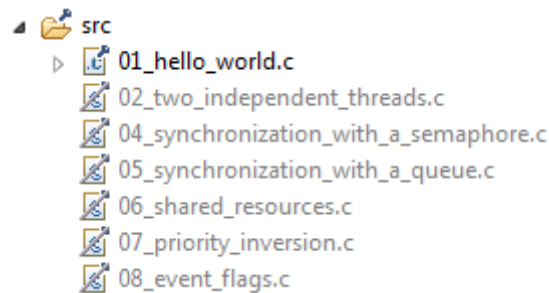 src
01_hello_world.c
02_two_independent_threads.c
04_synchronization_with_a_semaphore.c
05_synchronization_with_a_queue.c
06_shared_resources.c
07_priority_inversion.c
08_event_flags.c